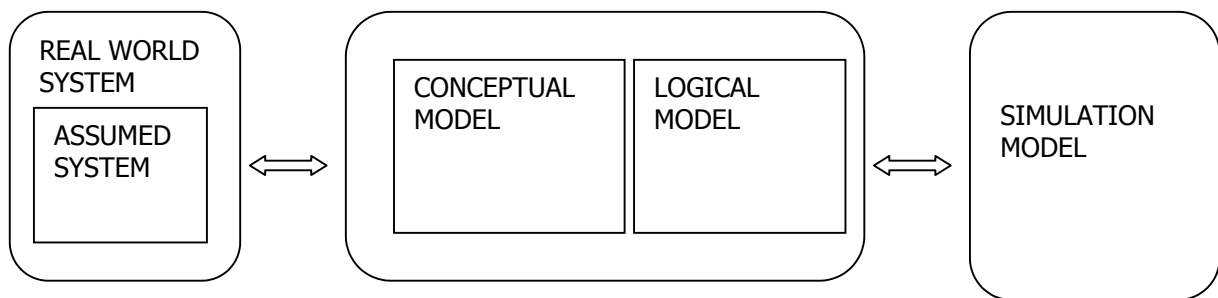 REAL WORLD
SYSTEM
ASSUMED
SYSTEM
CONCEPTUAL
MODEL
LOGICAL
MODEL
SIMULATION
MODEL